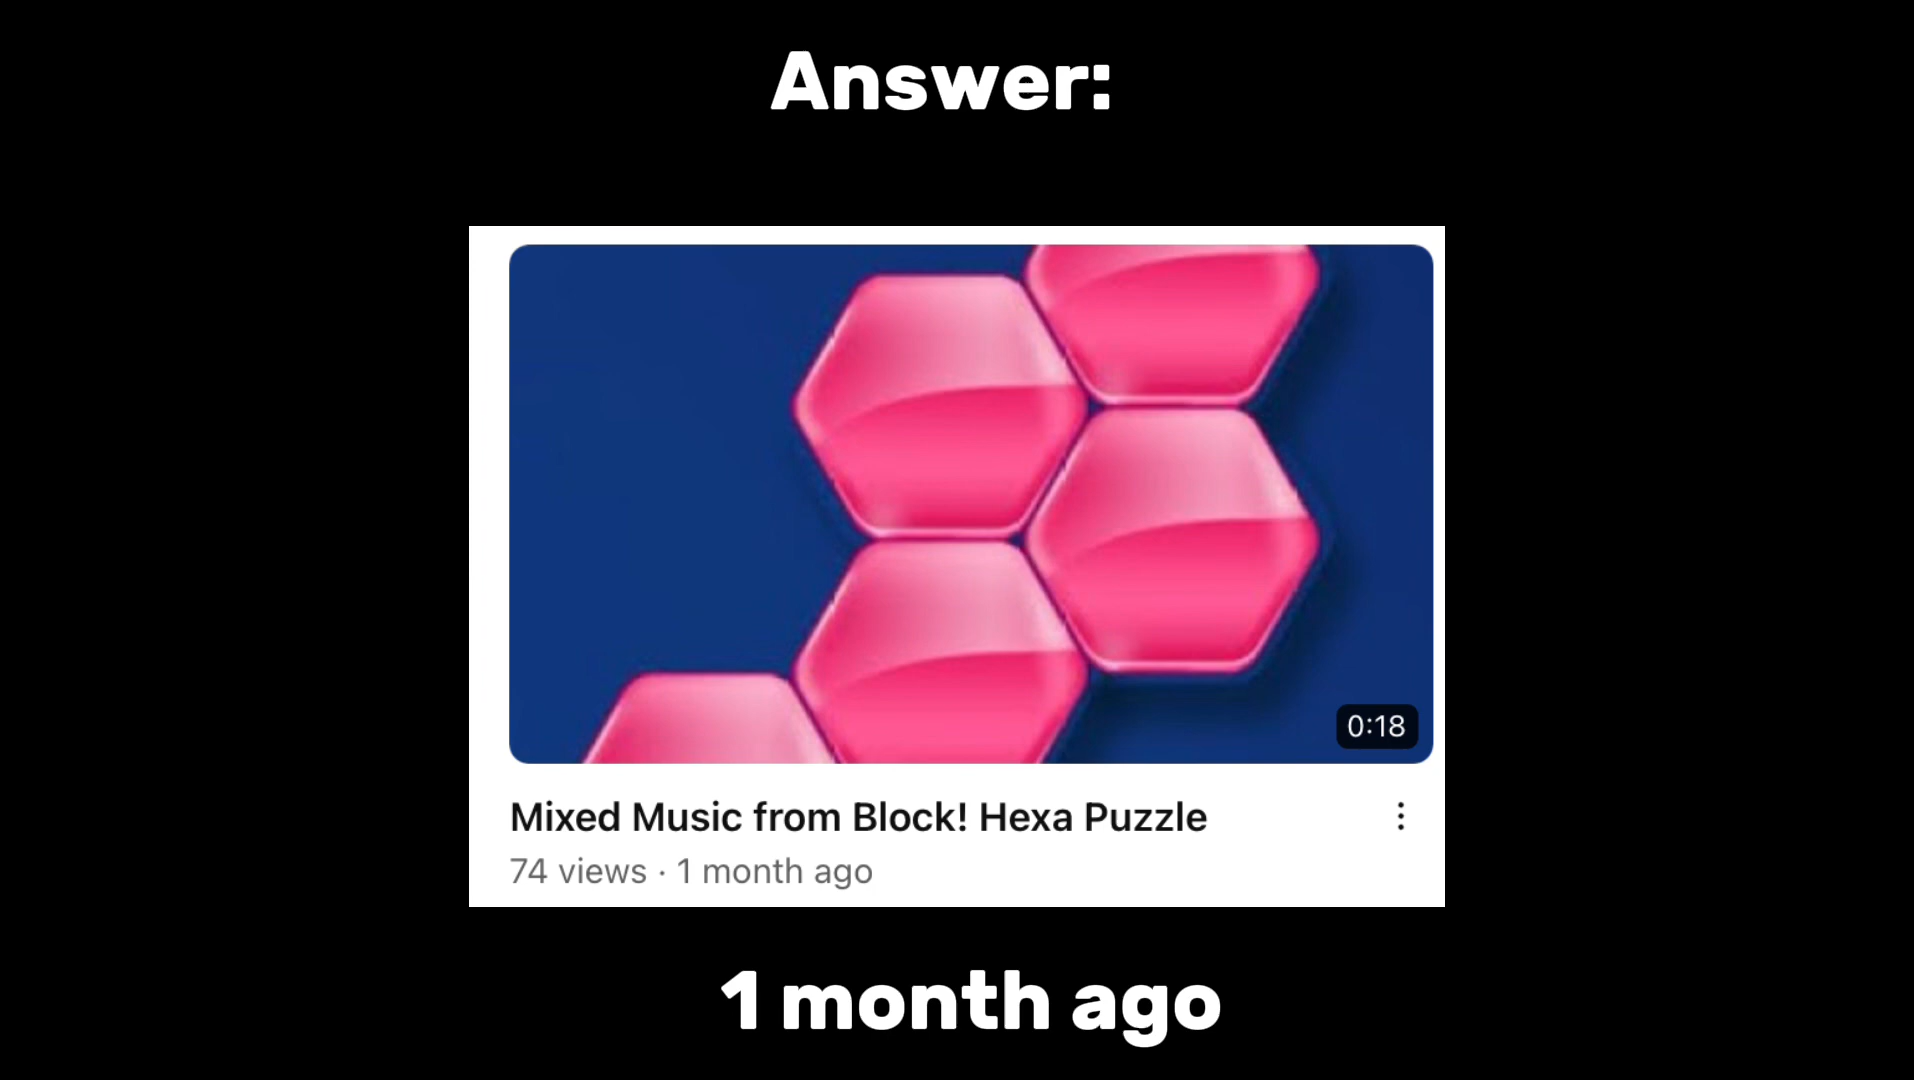 Answer:
0:18
Mixed Music from Block! Hexa Puzzle
74 views · 1 month ago
1 month ago